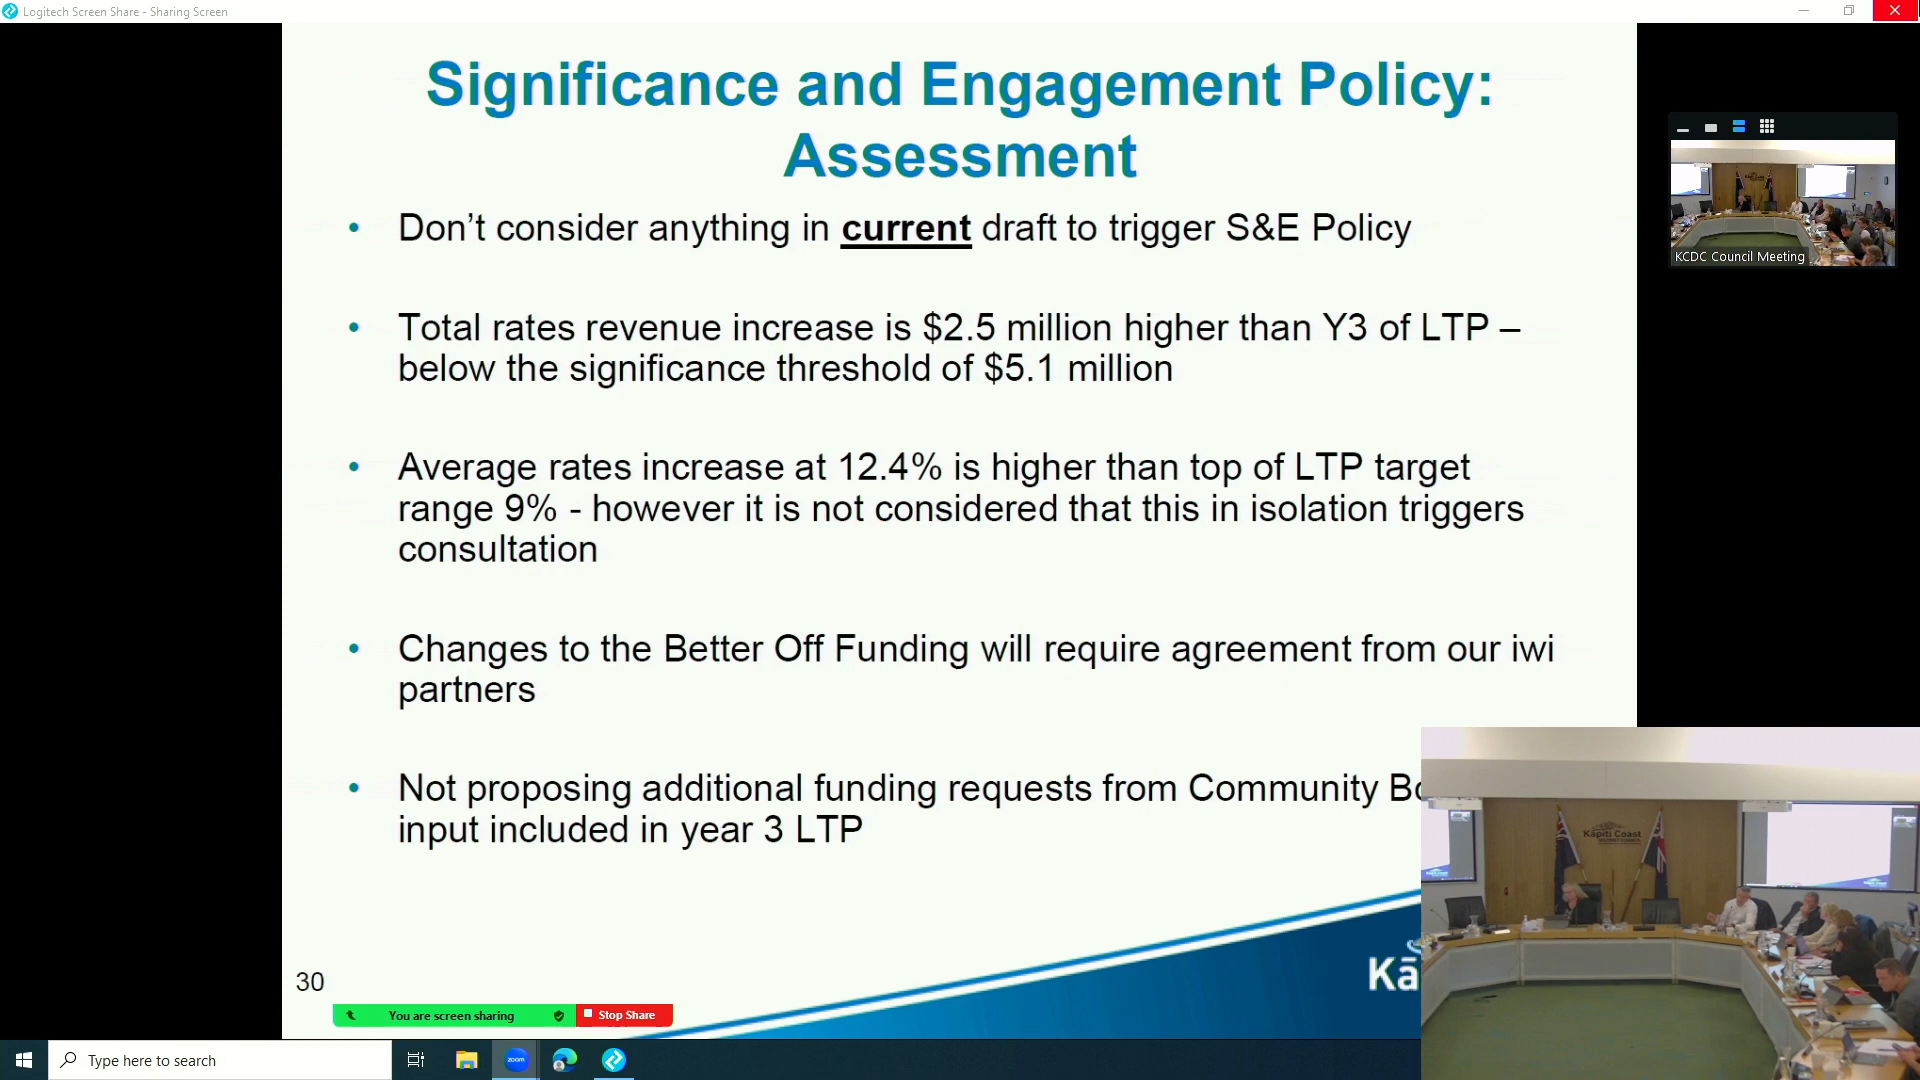 Logitech Screen Share - Sharing Screen
Significance and Engagement Policy:
Assessment
• Don't consider anything in current draft to trigger S&E Policy
• Total rates revenue increase is $2.5 million higher than Y3 of LTP –
below the significance threshold of $5.1 million
• Average rates increase at 12.4% is higher than top of LTP target
range 9% - however it is not considered that this in isolation triggers
consultation
• Changes to the Better Off Funding will require agreement from our iwi
partners
• Not proposing additional funding requests from Community Bo
input included in year 3 LTP
KCDC Council Meeting
Kāpiti Coast
30
Kā
You are screen sharing
Stop Share
Type here to search
zoom